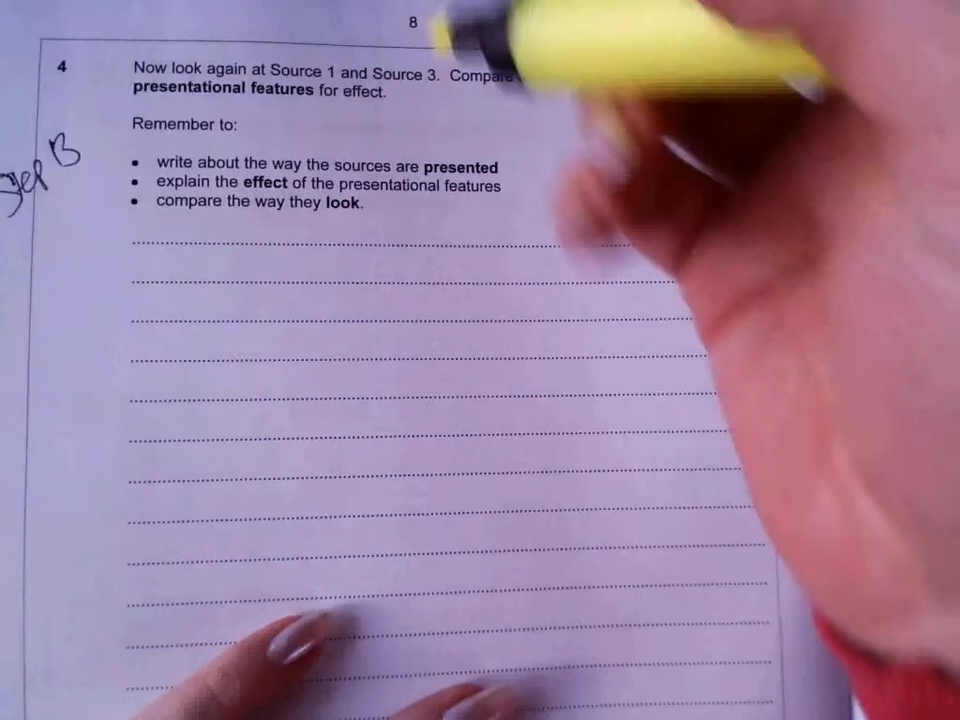 8
4 Now look again at Source 1 and Source 3. Compare
presentational features for effect.
Remember to:
• write about the way the sources are presented
• explain the effect of the presentational features
• compare the way they look.
B